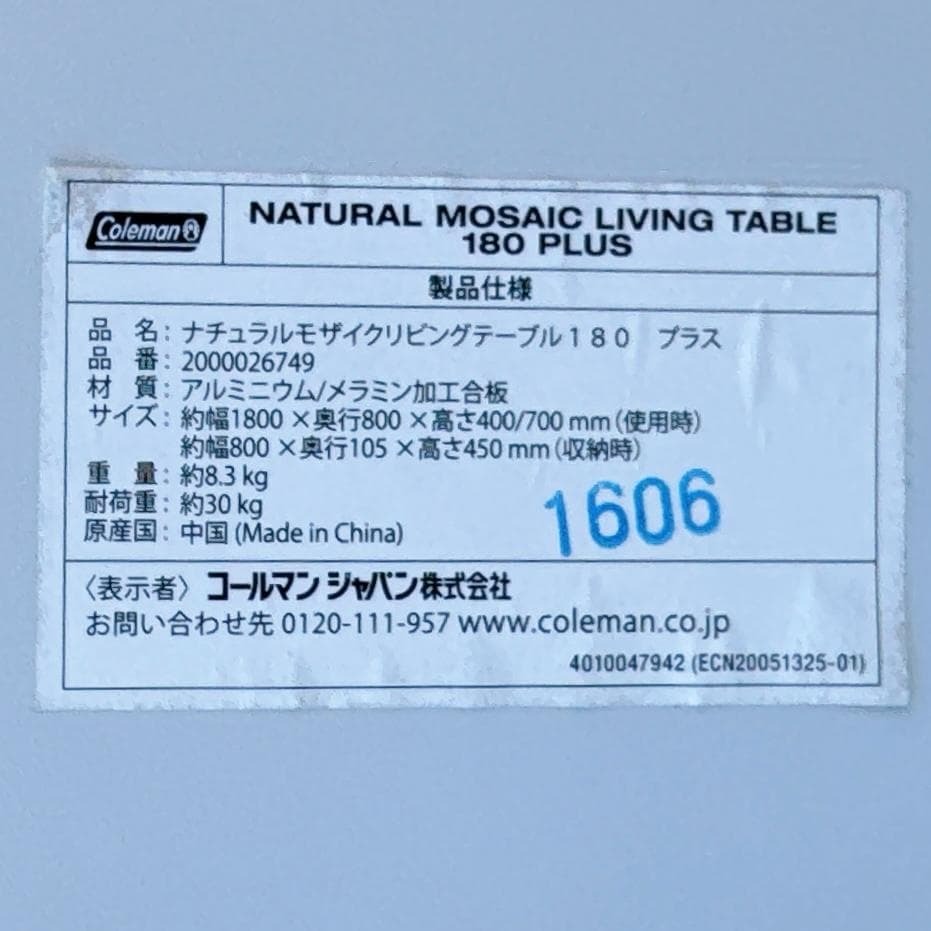 Coleman
NATURAL MOSAIC LIVING TABLE
180 PLUS
製品仕様
品 名：ナチュラルモザイクリビングテーブル１８０ プラス
品 番：2000026749
材 質：アルミニウム/メラミン加工合板
サイズ：約幅1800×奥行800×高さ400/700 mm（使用時）
約幅800×奥行105×高さ450 mm（収納時）
重 量：約8.3 kg
耐荷重：約30 kg
原産国：中国 (Made in China)
1606
〈表示者〉コールマン ジャパン株式会社
お問い合わせ先 0120-111-957 www.coleman.co.jp
4010047942 (ECN20051325-01)